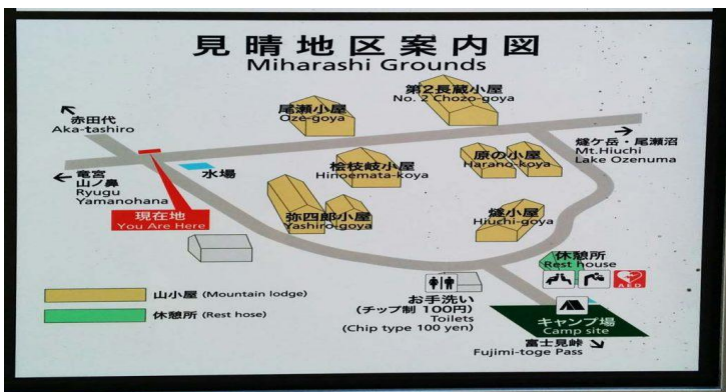 見晴地区案内図
Miharashi Grounds
尾瀬小屋
Oze-goya
第2長蔵小屋
No. 2 Chozo-goya
赤田代
Aka-tashiro
燧ケ岳・尾瀬沼
Mt.Hiuchi
Lake Ozenuma
竜宮
山ノ鼻
Ryugu
Yamanohana
水場
桧枝岐小屋
Hinoemata-koya
原の小屋
Harano-koya
現在地
You Are Here
弥四郎小屋
Yashiro-goya
燧小屋
Hiuchi-goya
休憩所
Rest house
AED
山小屋 (Mountain lodge)
休憩所 (Rest hose)
お手洗い
(チップ制 100円)
Toilets
(Chip type 100 yen)
キャンプ場
Camp site
富士見峠
Fujimi-toge Pass